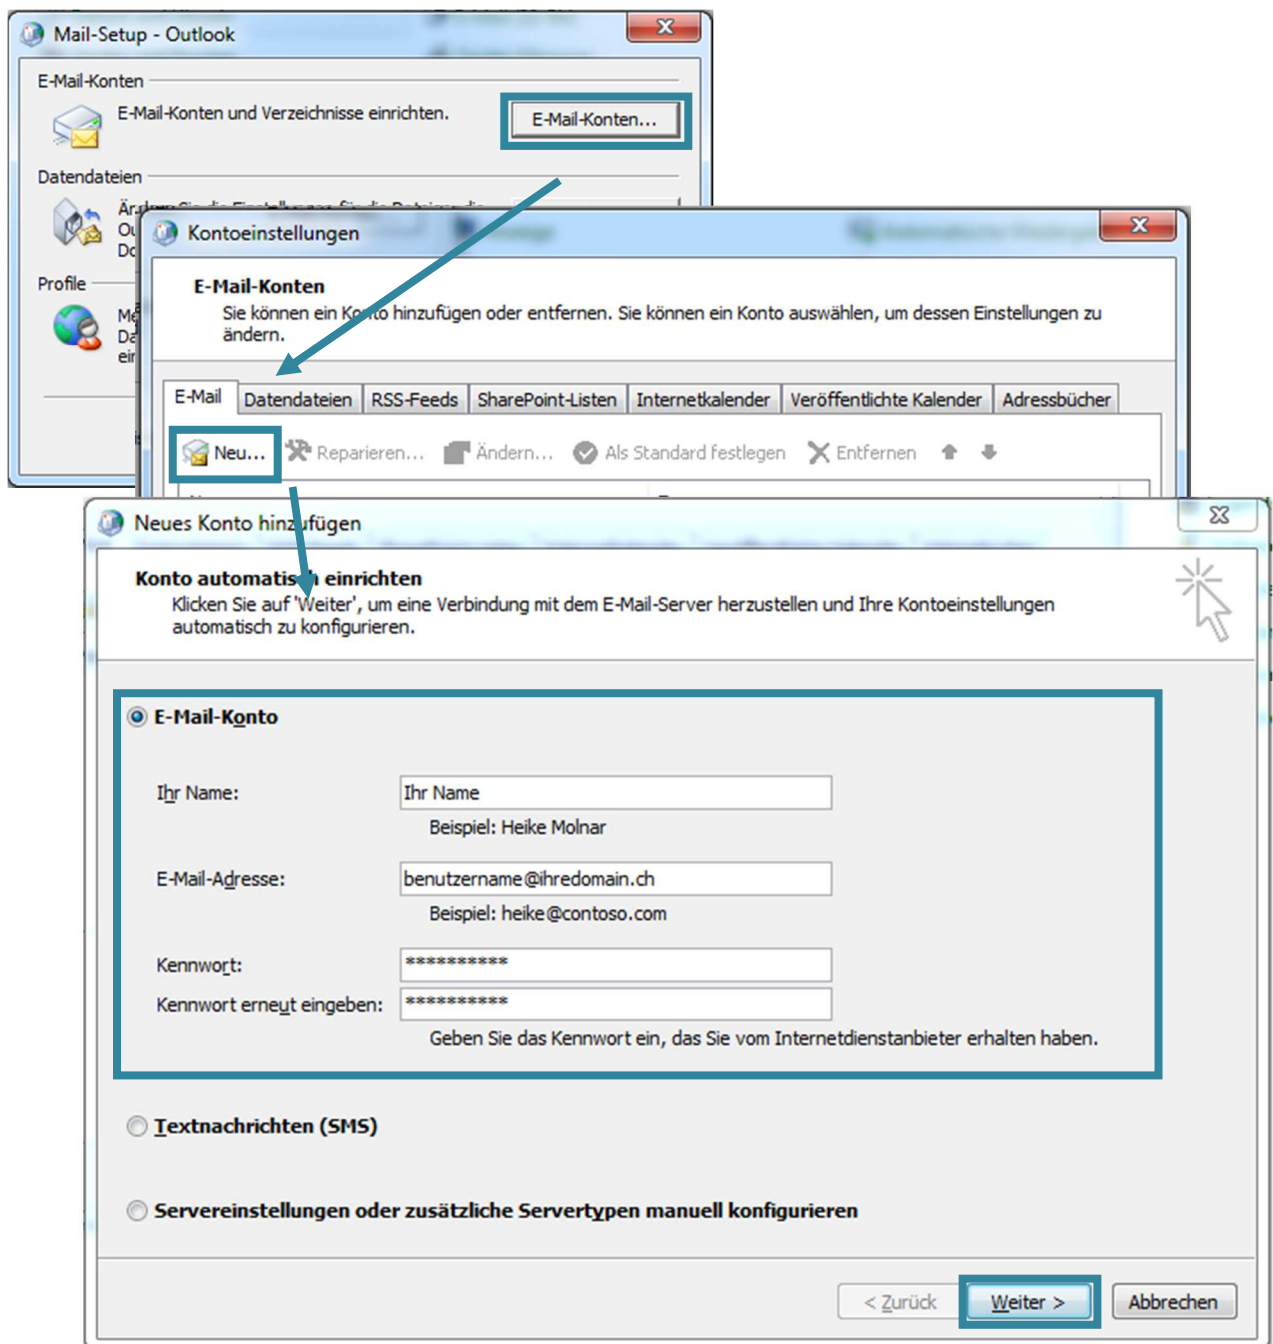 Mail-Setup - Outlook
E-Mail-Konten
E-Mail-Konten und Verzeichnisse einrichten.
E-Mail-Konten...
Datendateien
Kontoeinstellungen
Profile
E-Mail-Konten
Sie können ein Konto hinzufügen oder entfernen. Sie können ein Konto auswählen, um dessen Einstellungen zu
ändern.
E-Mail Datendateien RSS-Feeds SharePoint-Listen Internetkalender Veröffentlichte Kalender Adressbücher
Neu... Reparieren... Ändern... Als Standard festlegen Entfernen
Neues Konto hinzufügen
Konto automatisch einrichten
Klicken Sie auf 'Weiter', um eine Verbindung mit dem E-Mail-Server herzustellen und Ihre Kontoeinstellungen
automatisch zu konfigurieren.
E-Mail-Konto
Ihr Name: Ihr Name
Beispiel: Heike Molnar
E-Mail-Adresse: benutzername@ihredomain.ch
Beispiel: heike@contoso.com
Kennwort: **********
Kennwort erneut eingeben: **********
Geben Sie das Kennwort ein, das Sie vom Internetdienstanbieter erhalten haben.
Textnachrichten (SMS)
Servereinstellungen oder zusätzliche Servertypen manuell konfigurieren
< Zurück Weiter > Abbrechen